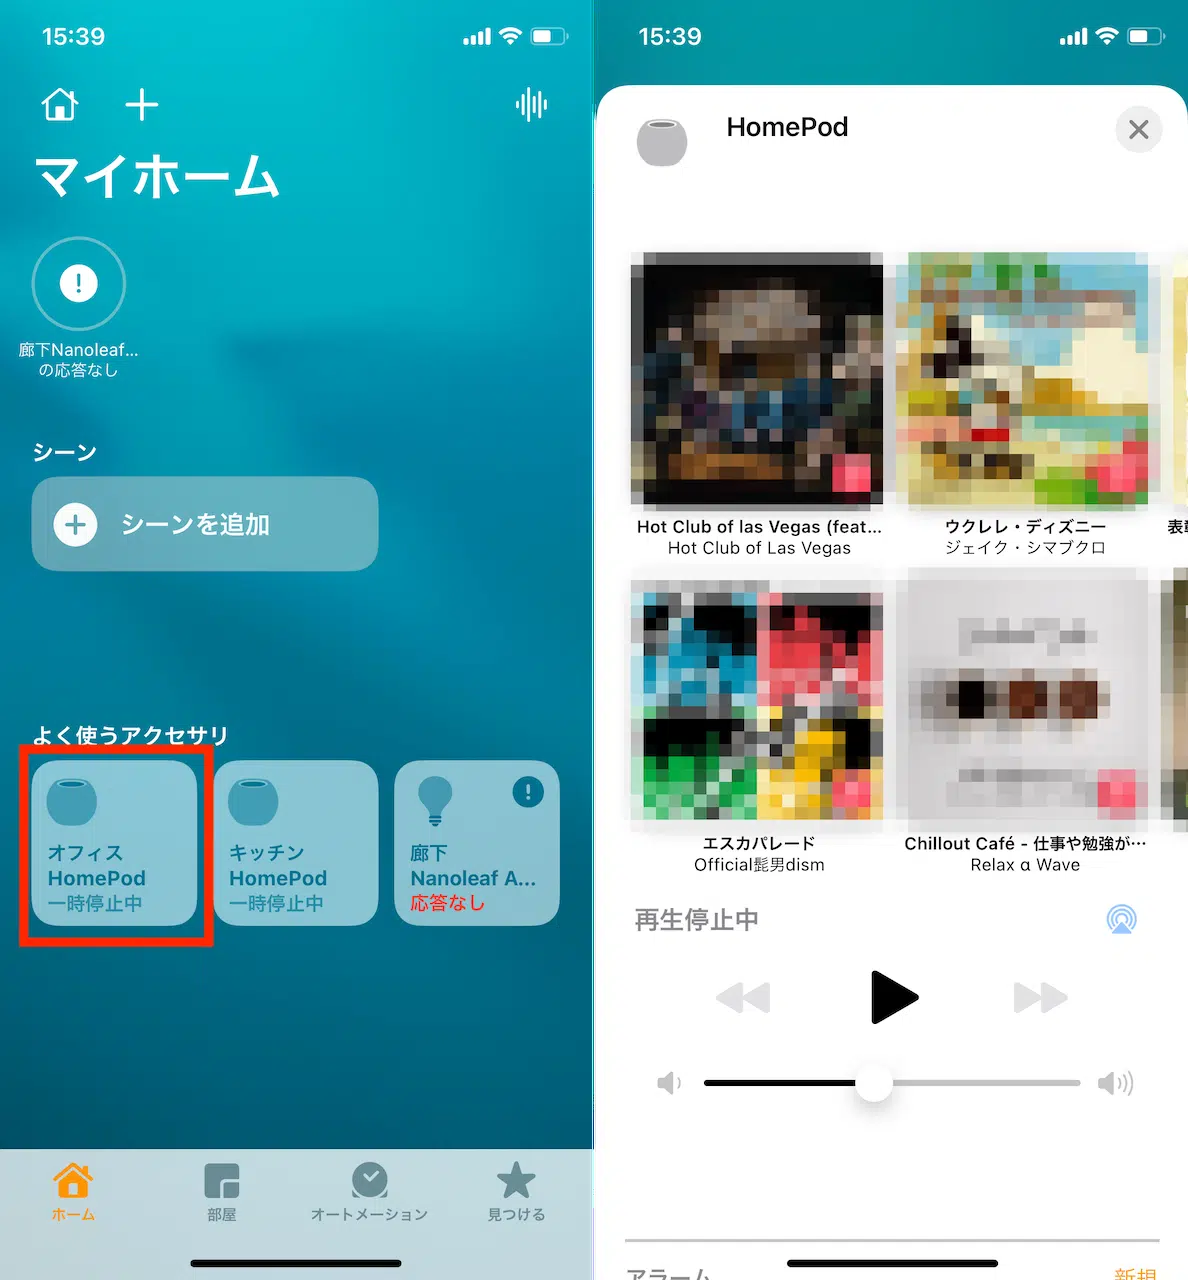 15:39
マイホーム
廊下Nanoleaf...
の応答なし
シーン
シーンを追加
よく使うアクセサリ
オフィス
HomePod
一時停止中
キッチン
HomePod
一時停止中
廊下
Nanoleaf A...
応答なし
ホーム
部屋
オートメーション
見つける
15:39
HomePod
Hot Club of las Vegas (feat...
Hot Club of Las Vegas
ウクレレ・ディズニー
ジェイク・シマブクロ
表彰
エスカパレード
Official髭男dism
Chillout Café - 仕事や勉強が…
Relax α Wave
再生停止中
アラーム
新規